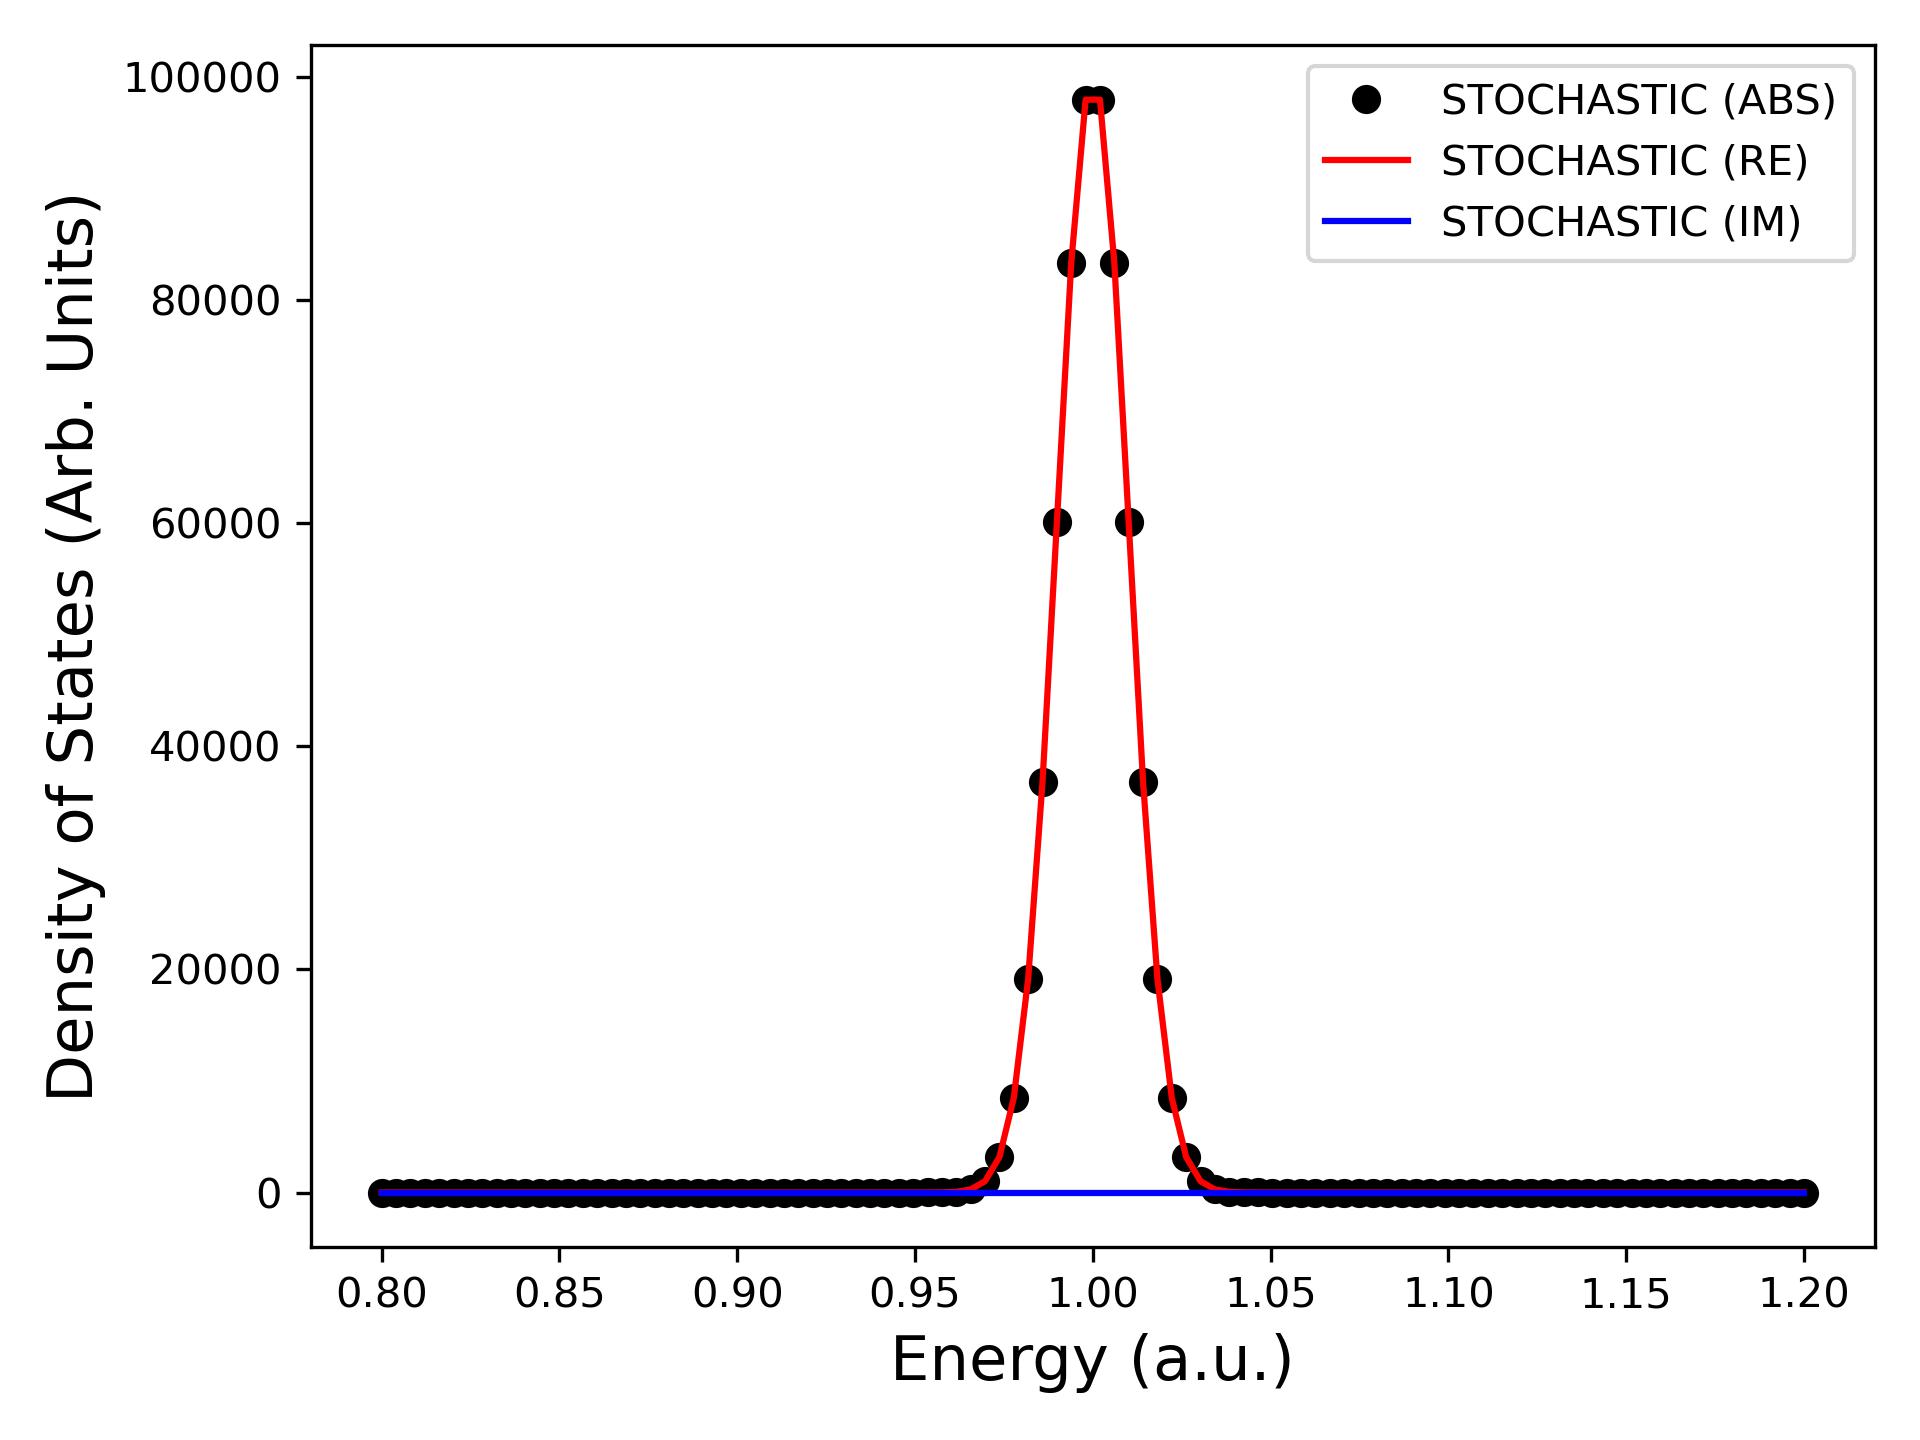 Density of States (Arb. Units)
100000
80000
60000
40000
20000
0
STOCHASTIC (ABS)
STOCHASTIC (RE)
STOCHASTIC (IM)
0.80 0.85 0.90 0.95 1.00 1.05 1.10 1.15 1.20
Energy (a.u.)